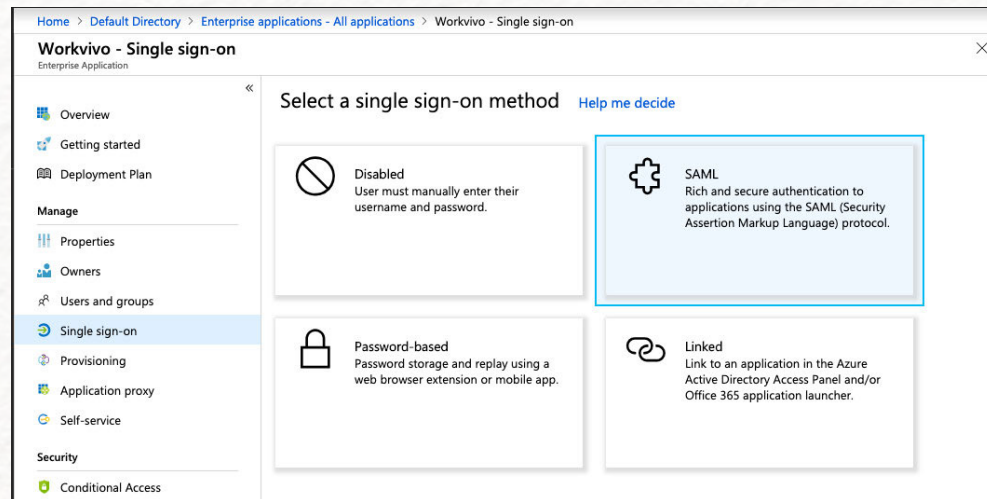 Home > Default Directory > Enterprise applications - All applications > Workvivo - Single sign-on
Workvivo - Single sign-on
Enterprise Application
«
Overview
Getting started
Deployment Plan
Manage
Properties
Owners
Users and groups
Single sign-on
Provisioning
Application proxy
Self-service
Security
Conditional Access
Select a single sign-on method Help me decide
Disabled
User must manually enter their
username and password.
SAML
Rich and secure authentication to
applications using the SAML (Security
Assertion Markup Language) protocol.
Password-based
Password storage and replay using a
web browser extension or mobile app.
Linked
Link to an application in the Azure
Active Directory Access Panel and/or
Office 365 application launcher.